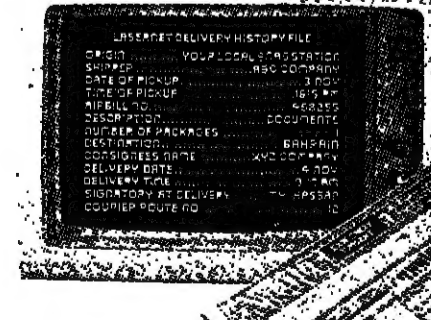 LASERNET DELIVERY HISTORY FILE
ORIGIN.......... YOUR LOCAL STATION
SHIPPER.......... ABC COMPANY
DATE OF PICKUP.......... 3 NOV
TIME OF PICKUP.......... 1615 PM
AIRBILL NO..........
DESCRIPTION.......... DOCUMENTS
NUMBER OF PACKAGES.......... 1
DESTINATION.......... BAHRAIN
CONSIGNEES NAME.......... XYZ COMPANY
DELIVERY DATE.......... 4 NOV
DELIVERY TIME..........
SIGNATORY AT DELIVERY..........
COURIER ROUTE NO.......... 12